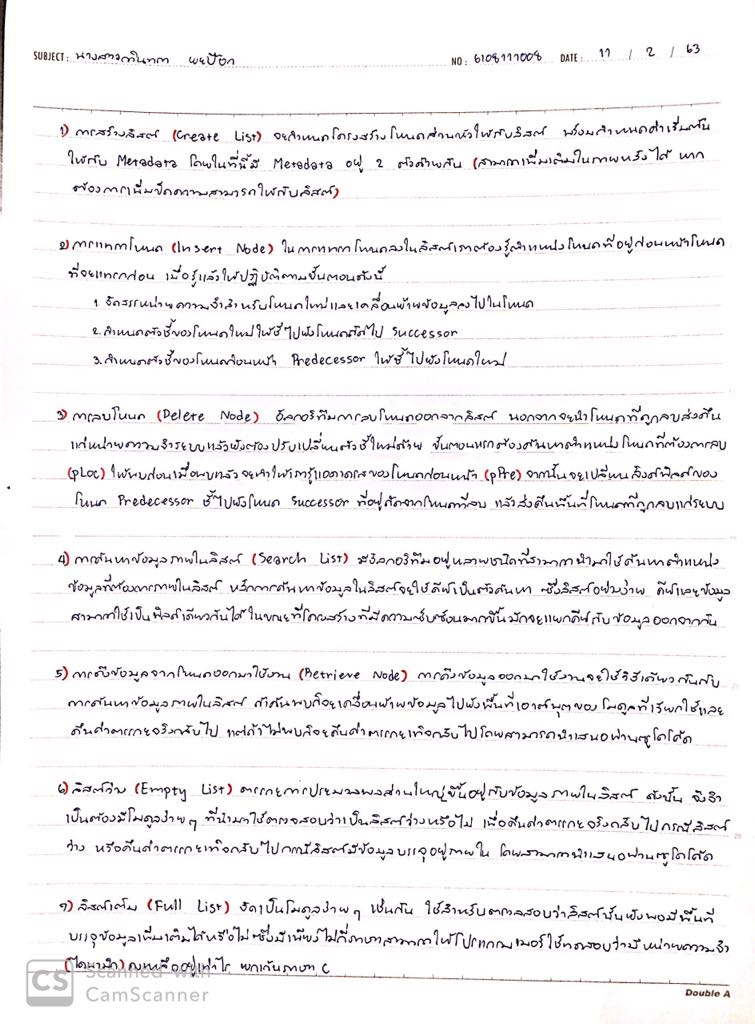 SUBJECT: นางสาวกนิษฐา พยป๊อก NO: 6108111008 DATE: 11 / 2 / 63
1) การสร้างลิสต์ (Create List) จะกำหนดโครงสร้างโหนดส่วนหัวให้กับลิสต์ พร้อมกำหนดค่าเริ่มต้น
ให้กับ Metadata โดยในที่นี้มี Metadata อยู่ 2 ตัวด้วยกัน (สามารถเพิ่มเติมในภายหลังได้ หาก
ต้องการเพิ่มขีดความสามารถให้กับลิสต์)
2) การแทรกโหนด (Insert Node) ในการแทรกโหนดลงในลิสต์เราต้องรู้ตำแหน่งโหนดที่อยู่ก่อนหน้าโหนด
ที่จะแทรกก่อน เมื่อรู้แล้วให้ปฏิบัติตามขั้นตอนดังนี้
1. จัดสรรหน่วยความจำสำหรับโหนดใหม่และเคลื่อนย้ายข้อมูลลงไปในโหนด
2. กำหนดตัวชี้ของโหนดใหม่ให้ชี้ไปยังโหนดถัดไป Successor
3. กำหนดตัวชี้ของโหนดก่อนหน้า Predecessor ให้ชี้ไปยังโหนดใหม่
3) การลบโหนด (Delete Node) อัลกอริทึมการลบโหนดออกจากลิสต์ นอกจากจะนำโหนดที่ถูกลบส่งคืน
แก่หน่วยความจำระบบแล้วยังต้องปรับเปลี่ยนตัวชี้ใหม่ด้วย ขั้นตอนแรกต้องค้นหาตำแหน่งโหนดที่ต้องการลบ
(pLoc) ให้พบก่อนเมื่อพบแล้วจะทำให้เรารู้แอดเดรสของโหนดก่อนหน้า (pPre) จากนั้นจะเปลี่ยนลิงค์ฟิลด์ของ
โหนด Predecessor ชี้ไปยังโหนด Successor ที่อยู่ถัดจากโหนดที่ลบ แล้วส่งคืนพื้นที่โหนดที่ถูกลบแก่ระบบ
4) การค้นหาข้อมูลภายในลิสต์ (Search List) มีอัลกอริทึมอยู่หลายชนิดที่สามารถนำมาใช้ค้นหาตำแหน่ง
ข้อมูลที่ต้องการภายในลิสต์ หลักการค้นหาข้อมูลในลิสต์จะใช้คีย์เป็นตัวค้นหา ซึ่งลิสต์อย่างง่าย คีย์และข้อมูล
สามารถใช้เป็นฟิลด์เดียวกันได้ ในขณะที่โครงสร้างที่มีความซับซ้อนมากขึ้นมักจะแยกคีย์กับข้อมูลออกจากกัน
5) การดึงข้อมูลจากโหนดออกมาใช้งาน (Retrieve Node) การดึงข้อมูลออกมาใช้งานจะใช้วิธีเดียวกันกับ
การค้นหาข้อมูลภายในลิสต์ ถ้าค้นพบก็จะเคลื่อนย้ายข้อมูลไปยังพื้นที่เอาต์พุตของโมดูลที่เรียกใช้และ
คืนค่าตรรกะจริงกลับไป แต่ถ้าไม่พบก็จะคืนค่าตรรกะเท็จกลับไปโดยสามารถนำเสนอผ่านซูโดโค้ด
6) ลิสต์ว่าง (Empty List) ตรรกะการประมวลผลส่วนใหญ่ขึ้นอยู่กับข้อมูลภายในลิสต์ ดังนั้น จึงจำ
เป็นต้องมีโมดูลง่ายๆ ที่นำมาใช้ตรวจสอบว่าเป็นลิสต์ว่างหรือไม่ เพื่อคืนค่าตรรกะจริงกลับไปกรณีลิสต์
ว่าง หรือคืนค่าตรรกะเท็จกลับไปกรณีลิสต์มีข้อมูลบรรจุอยู่ภายใน โดยสามารถนำเสนอผ่านซูโดโค้ด
7) ลิสต์เต็ม (Full List) จัดเป็นโมดูลง่ายๆ เช่นกัน ใช้สำหรับตรวจสอบว่าลิสต์นั้นยังพอมีพื้นที่
บรรจุข้อมูลเพิ่มเติมได้หรือไม่ ซึ่งมีเพียงไม่กี่ภาษาสามารถให้โปรแกรมเมอร์ใช้ทดสอบว่ามีหน่วยความจำ
(ไดนามิก) คงเหลืออยู่เท่าไร ยกเว้นภาษา C
CS Scanned with
CamScanner
Double A